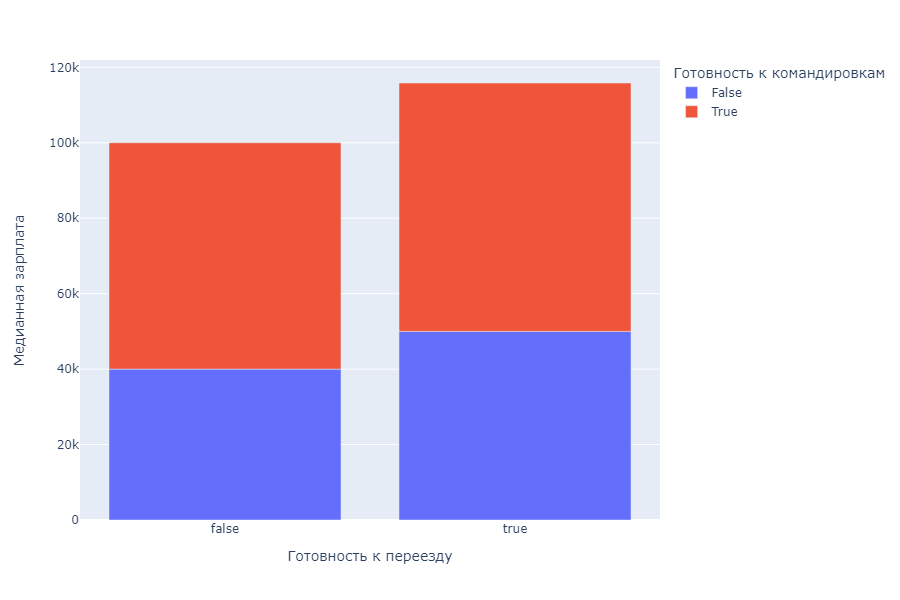 Готовность к командировкам
False
True
Медианная зарплата
120k
100k
80k
60k
40k
20k
0
false true
Готовность к переезду